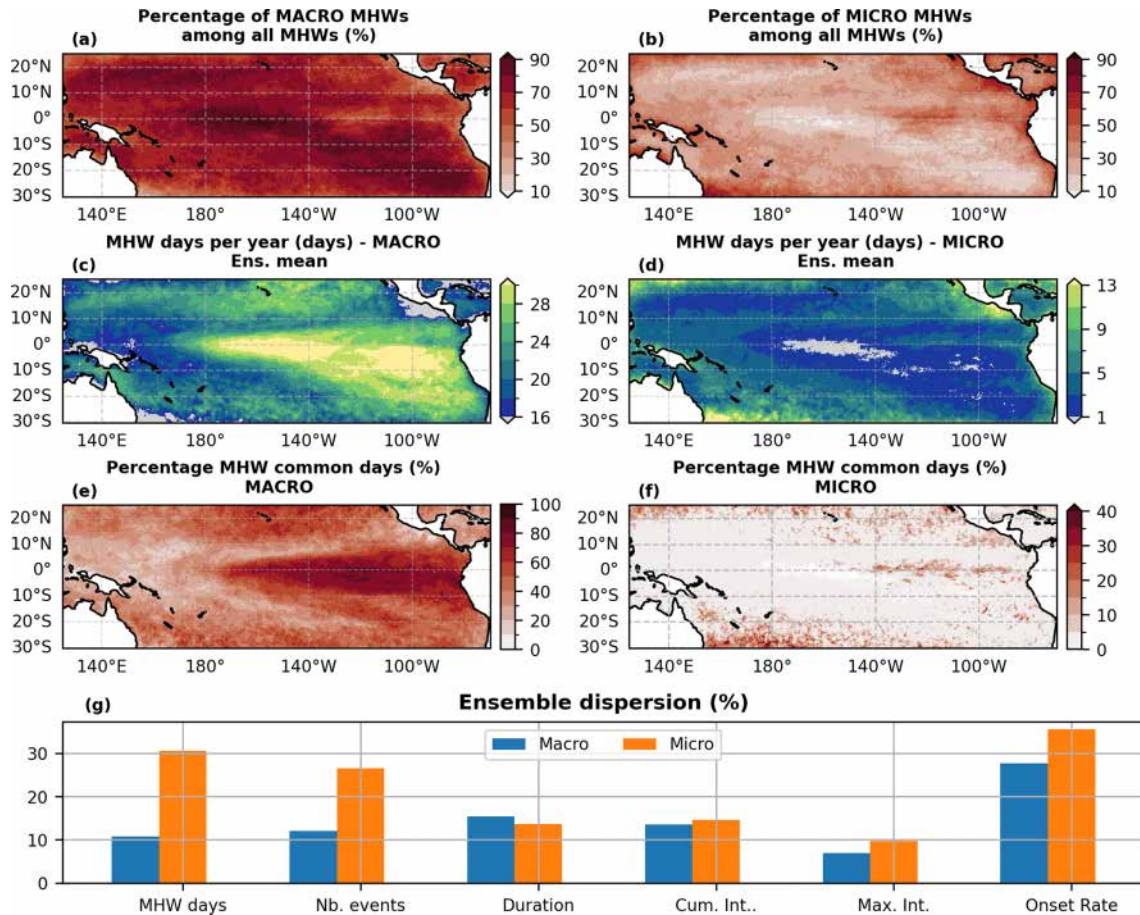 Percentage of MACRO MHWs
(a) among all MHWs (%)
20°N
10°N
0°
10°S
20°S
30°S
140°E 180° 140°W 100°W
90
70
50
30
10
Percentage of MICRO MHWs
(b) among all MHWs (%)
20°N
10°N
0°
10°S
20°S
30°S
140°E 180° 140°W 100°W
90
70
50
30
10
MHW days per year (days) - MACRO
(c) Ens. mean
20°N
10°N
0°
10°S
20°S
30°S
140°E 180° 140°W 100°W
28
24
20
16
MHW days per year (days) - MICRO
(d) Ens. mean
20°N
10°N
0°
10°S
20°S
30°S
140°E 180° 140°W 100°W
13
9
5
1
Percentage MHW common days (%)
(e) MACRO
20°N
10°N
0°
10°S
20°S
30°S
140°E 180° 140°W 100°W
100
80
60
40
20
0
Percentage MHW common days (%)
(f) MICRO
20°N
10°N
0°
10°S
20°S
30°S
140°E 180° 140°W 100°W
40
30
20
10
0
(g) Ensemble dispersion (%)
Macro Micro
30
20
10
0
MHW days Nb. events Duration Cum. Int.. Max. Int. Onset Rate